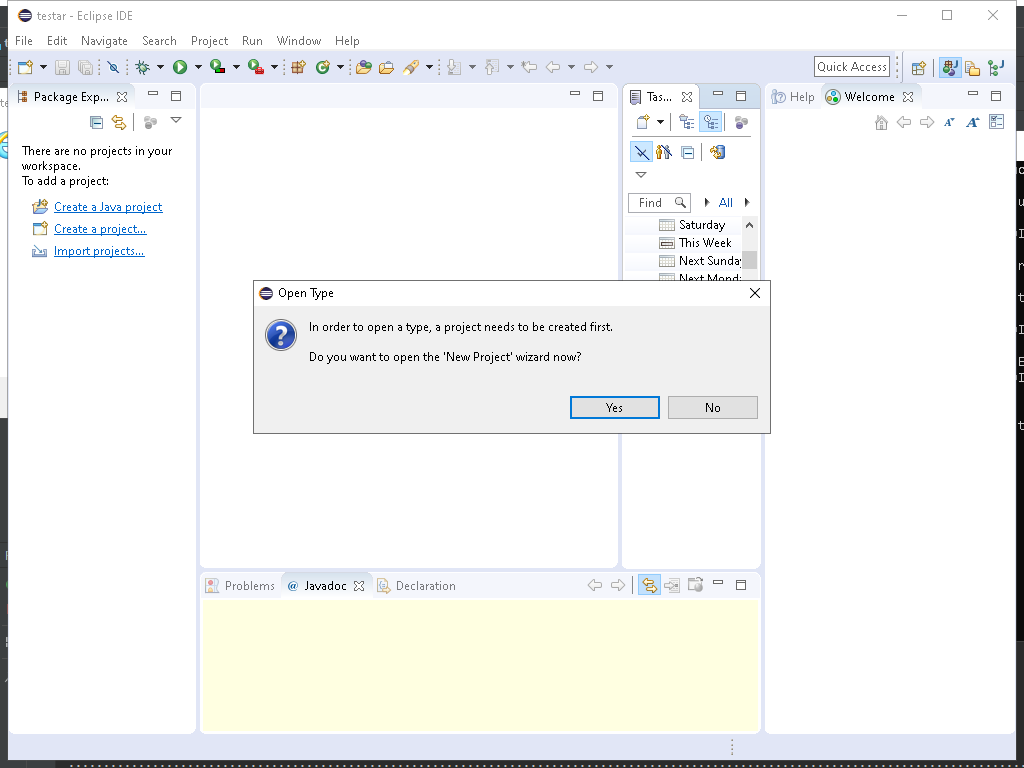 testar - Eclipse IDE
File Edit Navigate Search Project Run Window Help
Quick Access
Package Exp...
There are no projects in your
workspace.
To add a project:
Create a Java project
Create a project...
Import projects...
Tas...
Find
All
Saturday
This Week
Next Sunday
Help
Welcome
Open Type
In order to open a type, a project needs to be created first.
Do you want to open the 'New Project' wizard now?
Yes
No
Problems
@ Javadoc
Declaration